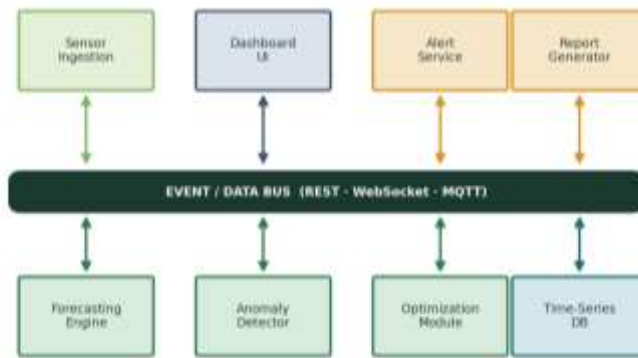 Sensor
Ingestion
Dashboard
UI
Alert
Service
Report
Generator
EVENT / DATA BUS (REST · WebSocket · MQTT)
Forecasting
Engine
Anomaly
Detector
Optimization
Module
Time-Series
DB